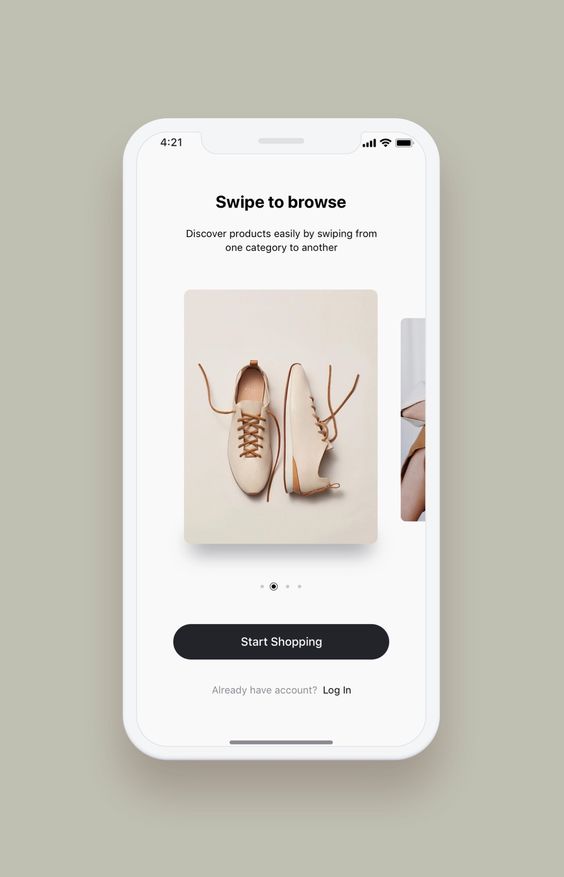 4:21
Swipe to browse
Discover products easily by swiping from
one category to another
Start Shopping
Already have account? Log In